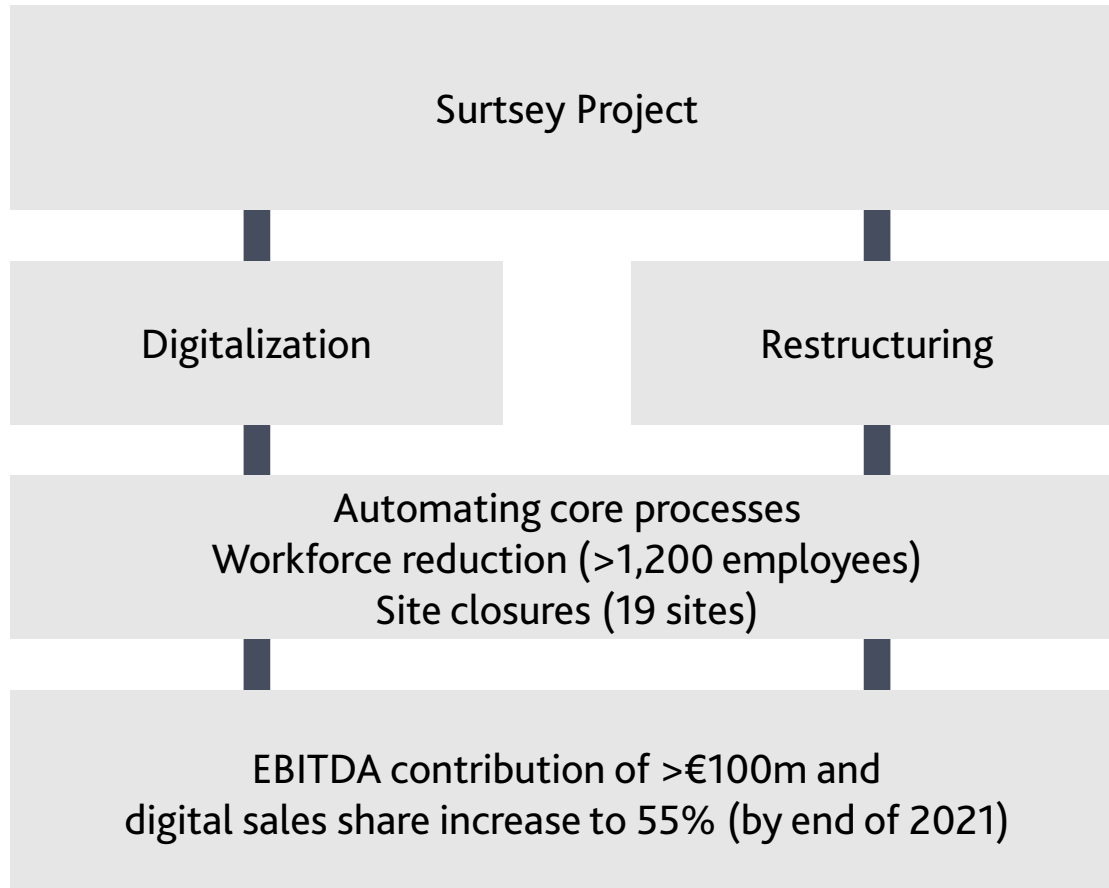 Surtsey Project
Digitalization
Restructuring
Automating core processes
Workforce reduction (>1,200 employees)
Site closures (19 sites)
EBITDA contribution of >€100m and
digital sales share increase to 55% (by end of 2021)